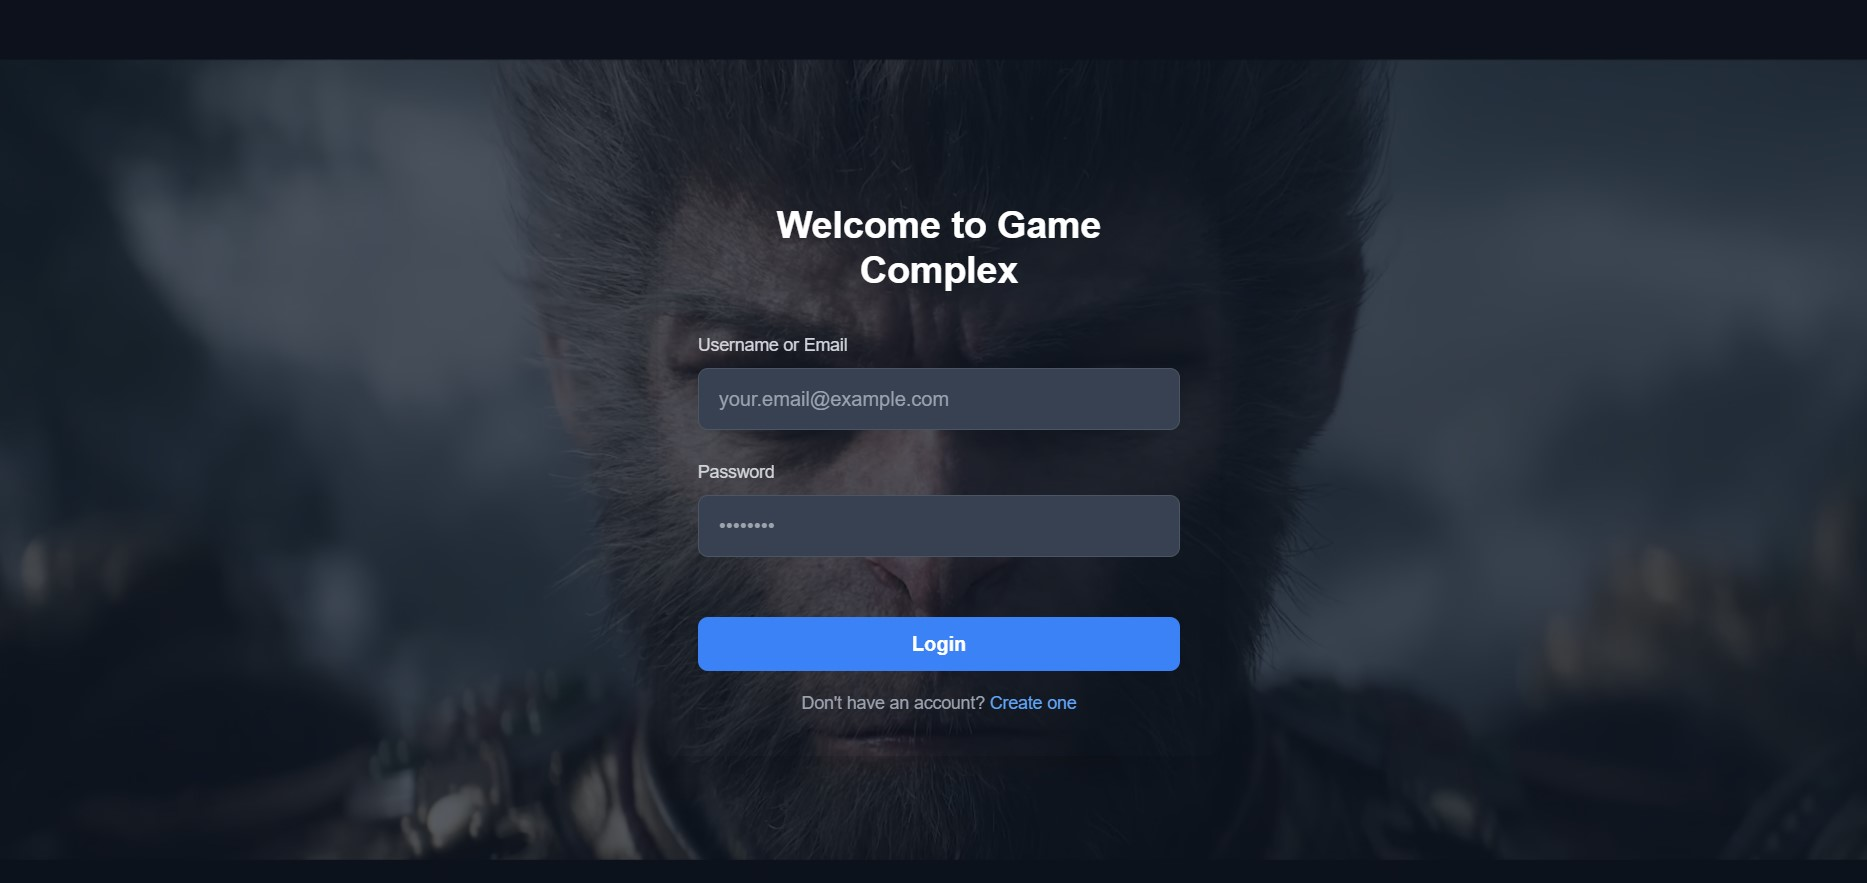 Welcome to Game
Complex
Username or Email
your.email@example.com
Password
••••••••
Login
Don't have an account? Create one